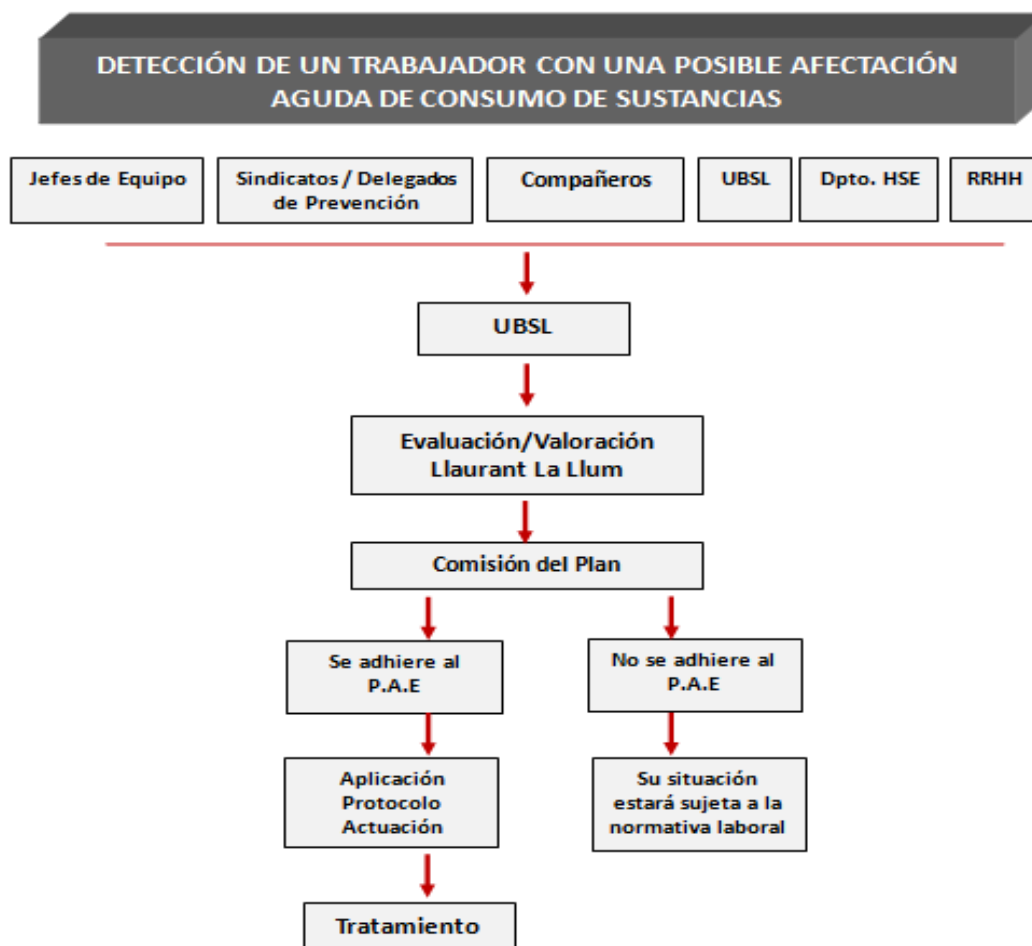 DETECCIÓN DE UN TRABAJADOR CON UNA POSIBLE AFECTACIÓN
AGUDA DE CONSUMO DE SUSTANCIAS
Jefes de Equipo
Sindicatos / Delegados
de Prevención
Compañeros
UBSL
Dpto. HSE
RRHH
UBSL
Evaluación/Valoración
Llaurant La Llum
Comisión del Plan
Se adhiere al
P.A.E
No se adhiere al
P.A.E
Aplicación
Protocolo
Actuación
Su situación
estará sujeta a la
normativa laboral
Tratamiento